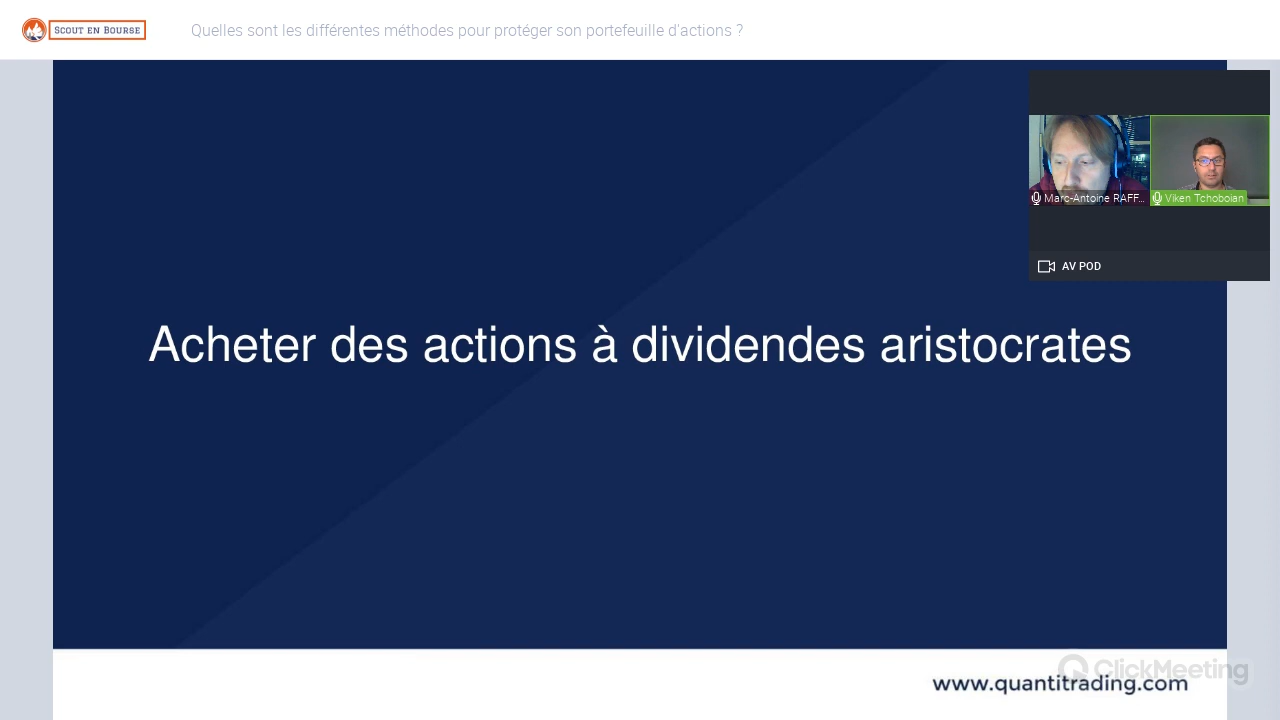 SCOUT EN BOURSE
Quelles sont les différentes méthodes pour protéger son portefeuille d'actions ?
Marc-Antoine RAFF...
Viken Tchoboian
AV POD
Acheter des actions à dividendes aristocrates
ClickMeeting
www.quantitrading.com